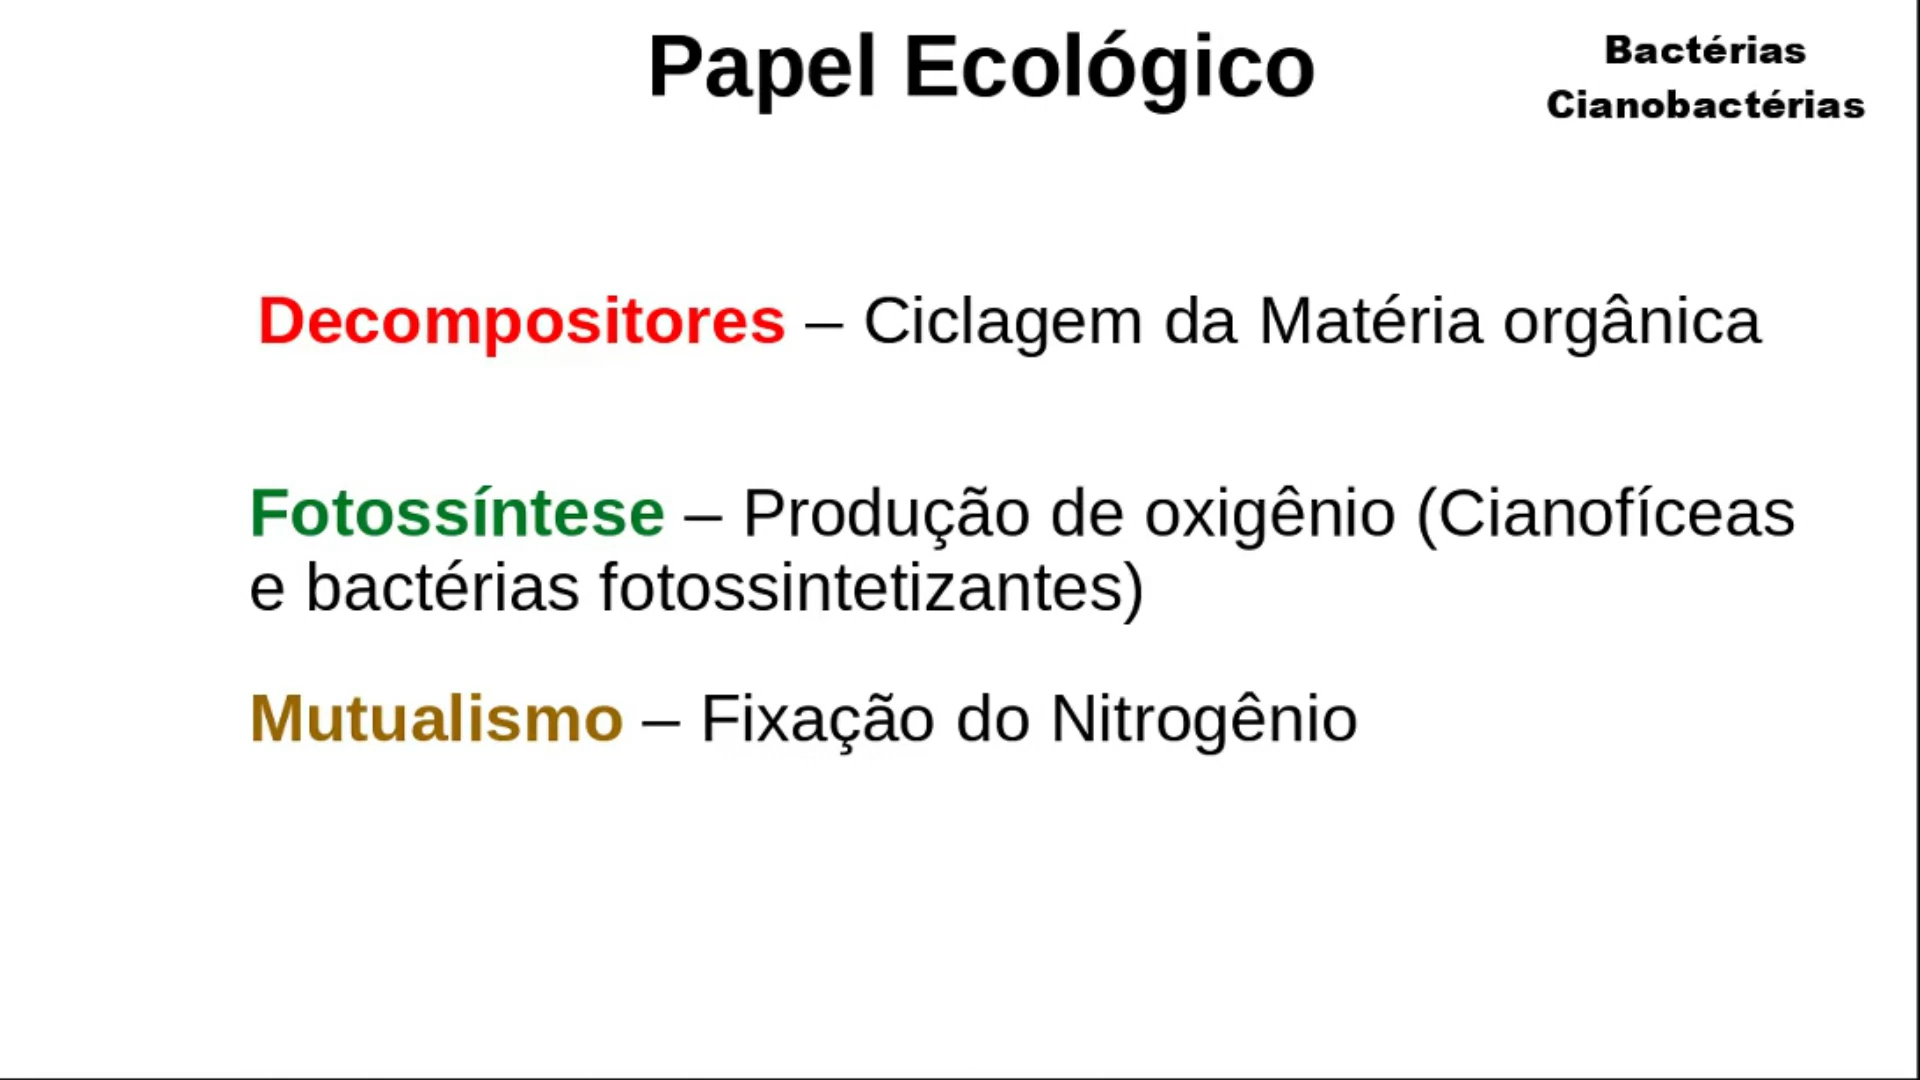 Papel Ecológico
Bactérias
Cianobactérias
Decompositores – Ciclagem da Matéria orgânica
Fotossíntese – Produção de oxigênio (Cianofíceas
e bactérias fotossintetizantes)
Mutualismo – Fixação do Nitrogênio